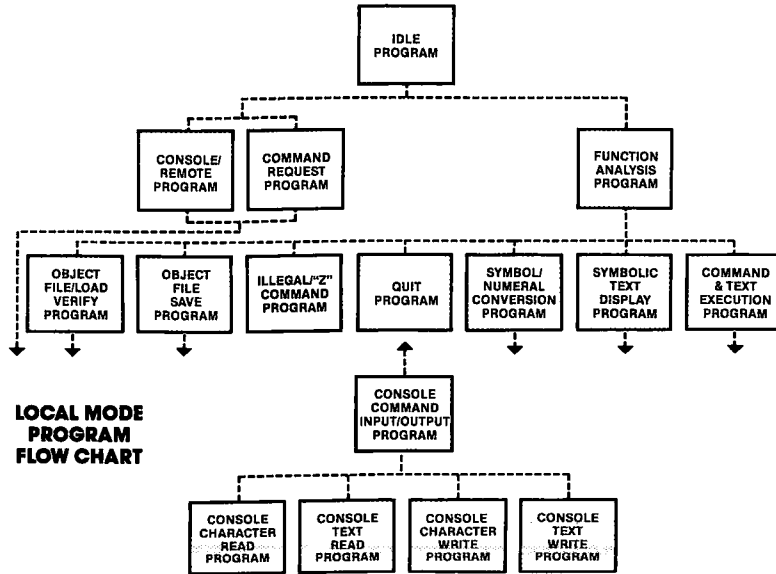 IDLE
PROGRAM
CONSOLE/
REMOTE
PROGRAM
COMMAND
REQUEST
PROGRAM
FUNCTION
ANALYSIS
PROGRAM
OBJECT
FILE/LOAD
VERIFY
PROGRAM
OBJECT
FILE
SAVE
PROGRAM
ILLEGAL/"Z"
COMMAND
PROGRAM
QUIT
PROGRAM
SYMBOL/
NUMERAL
CONVERSION
PROGRAM
SYMBOLIC
TEXT
DISPLAY
PROGRAM
COMMAND
& TEXT
EXECUTION
PROGRAM
LOCAL MODE
PROGRAM
FLOW CHART
CONSOLE
COMMAND
INPUT/OUTPUT
PROGRAM
CONSOLE
CHARACTER
READ
PROGRAM
CONSOLE
TEXT
READ
PROGRAM
CONSOLE
CHARACTER
WRITE
PROGRAM
CONSOLE
TEXT
WRITE
PROGRAM